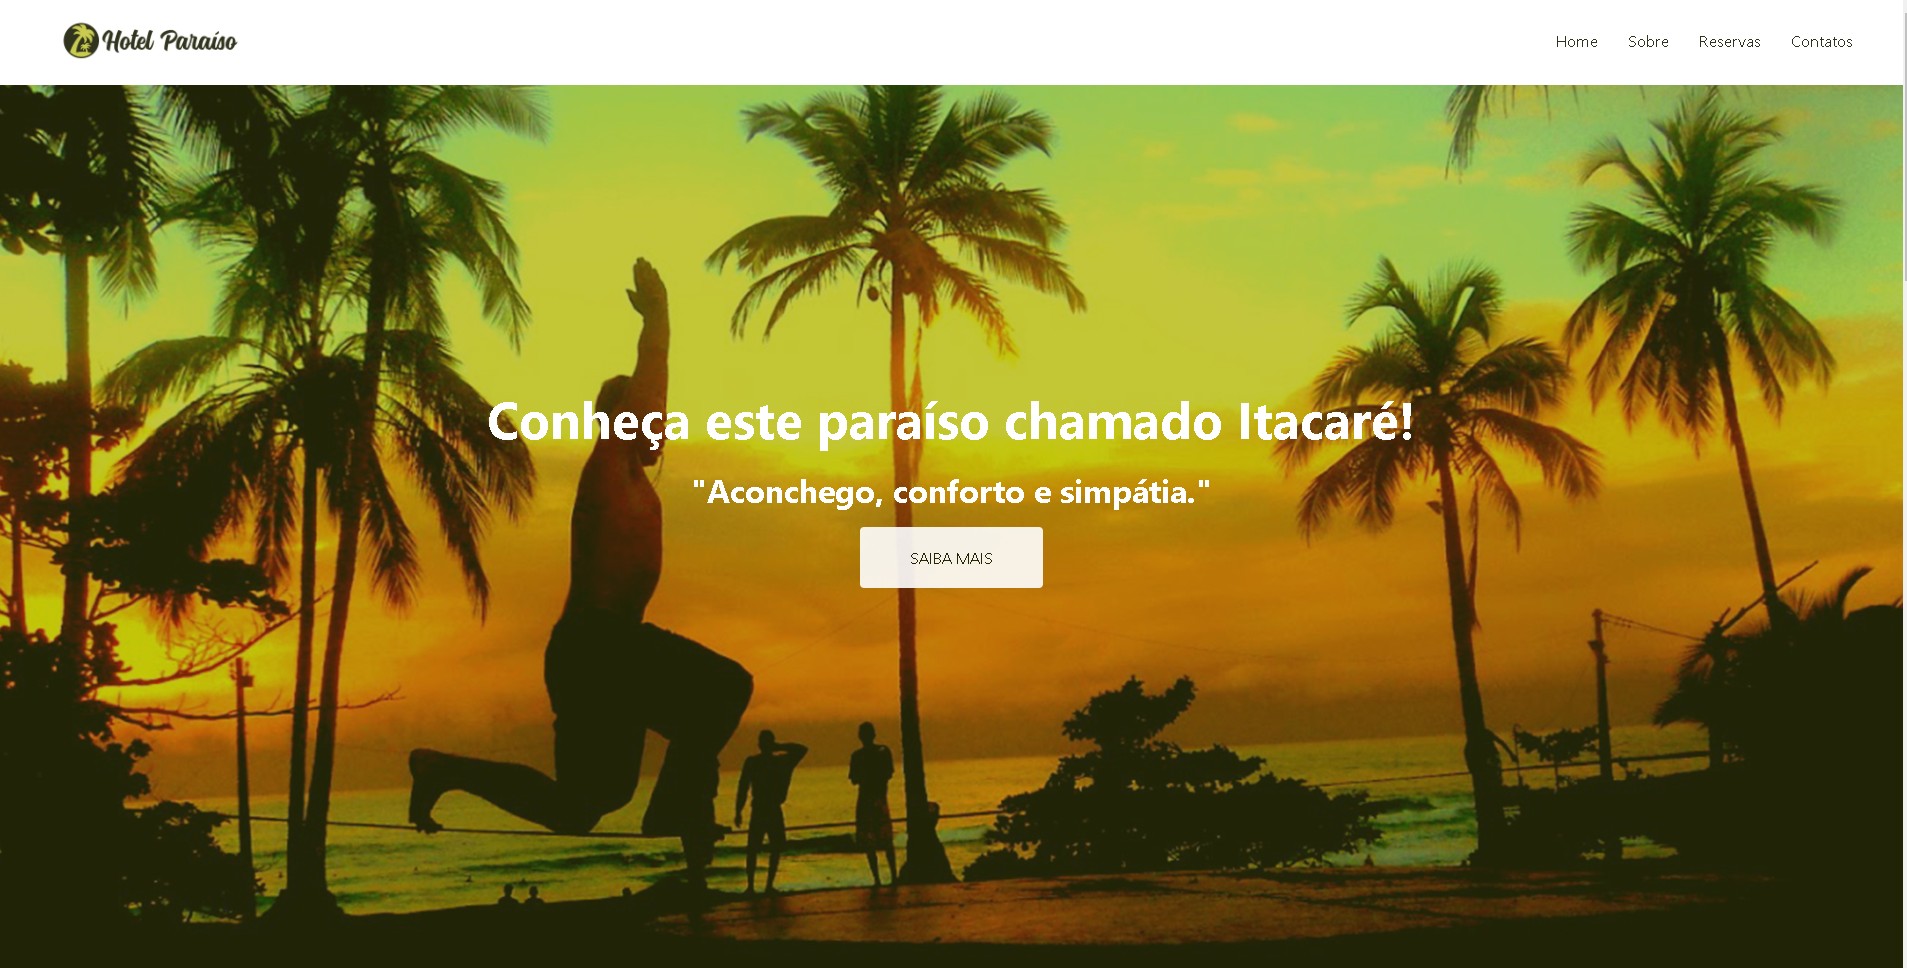 Hotel Paraíso
Home Sobre Reservas Contatos
Conheça este paraíso chamado Itacaré!
"Aconchego, conforto e simpátia."
SAIBA MAIS